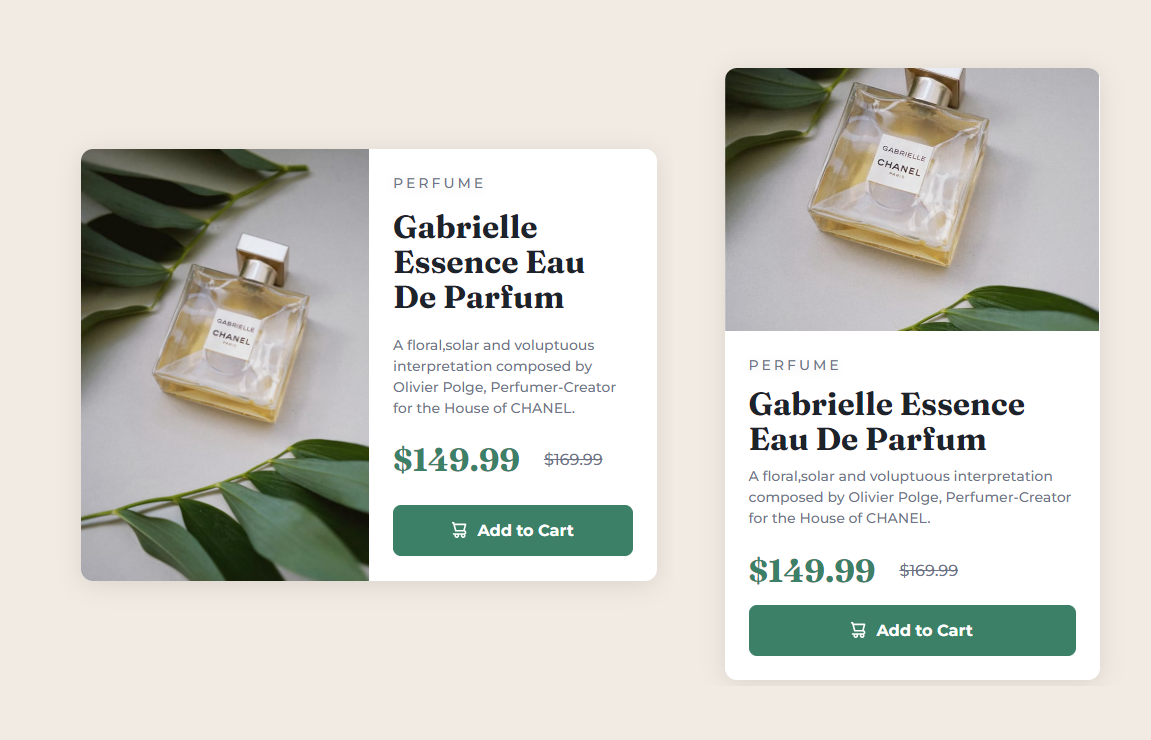 GABRIELLE
CHANEL
PARIS
PERFUME
Gabrielle
Essence Eau
De Parfum
A floral,solar and voluptuous
interpretation composed by
Olivier Polge, Perfumer-Creator
for the House of CHANEL.
$149.99 $169.99
Add to Cart
GABRIELLE
CHANEL
PARIS
PERFUME
Gabrielle Essence
Eau De Parfum
A floral,solar and voluptuous interpretation
composed by Olivier Polge, Perfumer-Creator
for the House of CHANEL.
$149.99 $169.99
Add to Cart